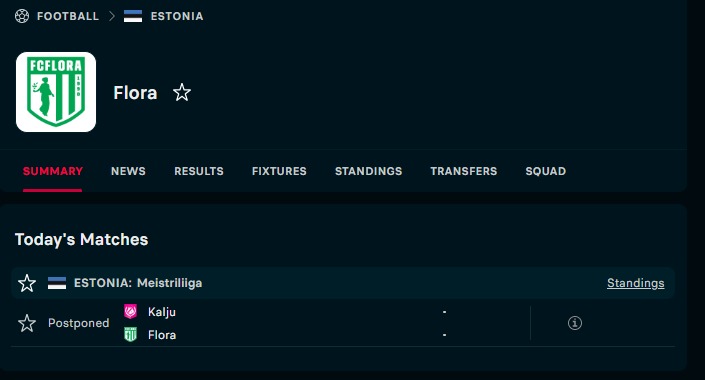 FOOTBALL > ESTONIA
FCFLORA
Flora
SUMMARY NEWS RESULTS FIXTURES STANDINGS TRANSFERS SQUAD
Today's Matches
ESTONIA: Meistriliiga Standings
Kalju -
Postponed
Flora -